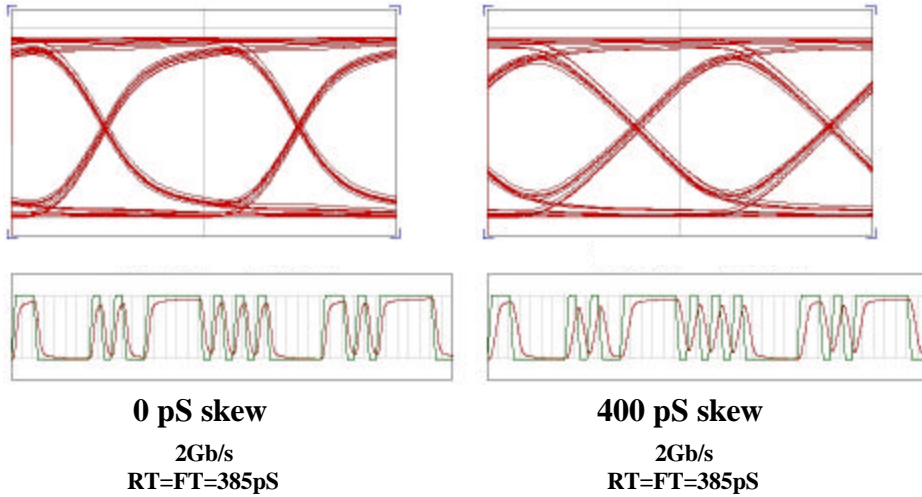 0 pS skew
2Gb/s
RT=FT=385pS
400 pS skew
2Gb/s
RT=FT=385pS